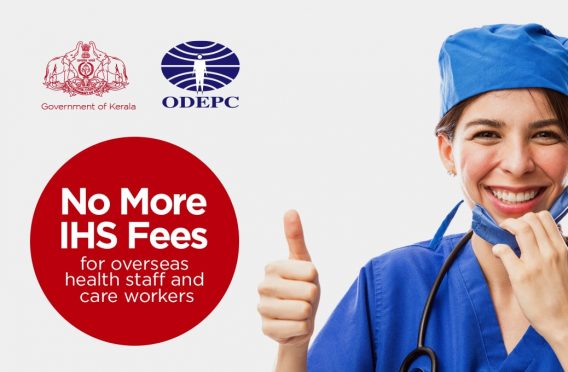 Government of Kerala
ODEPC
No More
IHS Fees
for overseas
health staff and
care workers